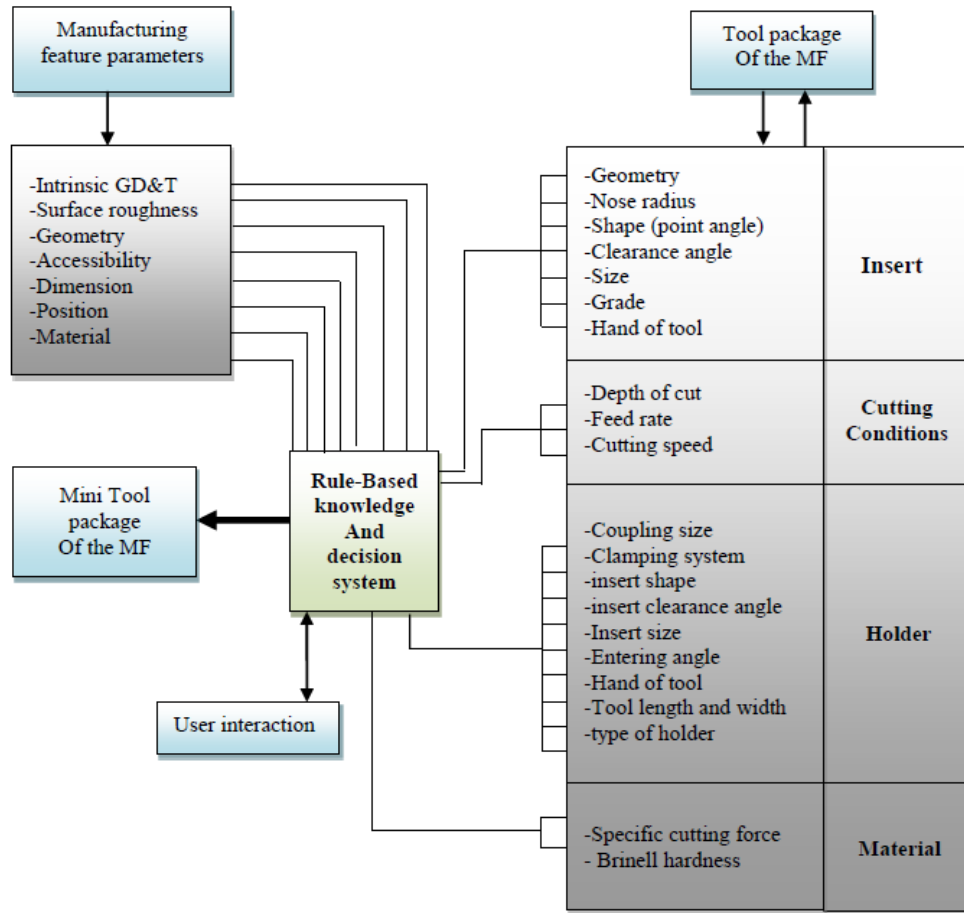 Manufacturing
feature parameters
Tool package
Of the MF
-Intrinsic GD&T
-Surface roughness
-Geometry
-Accessibility
-Dimension
-Position
-Material
-Geometry
-Nose radius
-Shape (point angle)
-Clearance angle
-Size
-Grade
-Hand of tool
Insert
-Depth of cut
-Feed rate
-Cutting speed
Cutting
Conditions
Mini Tool
package
Of the MF
Rule-Based
knowledge
And
decision
system
-Coupling size
-Clamping system
-insert shape
-insert clearance angle
-Insert size
-Entering angle
-Hand of tool
-Tool length and width
-type of holder
Holder
User interaction
-Specific cutting force
- Brinell hardness
Material